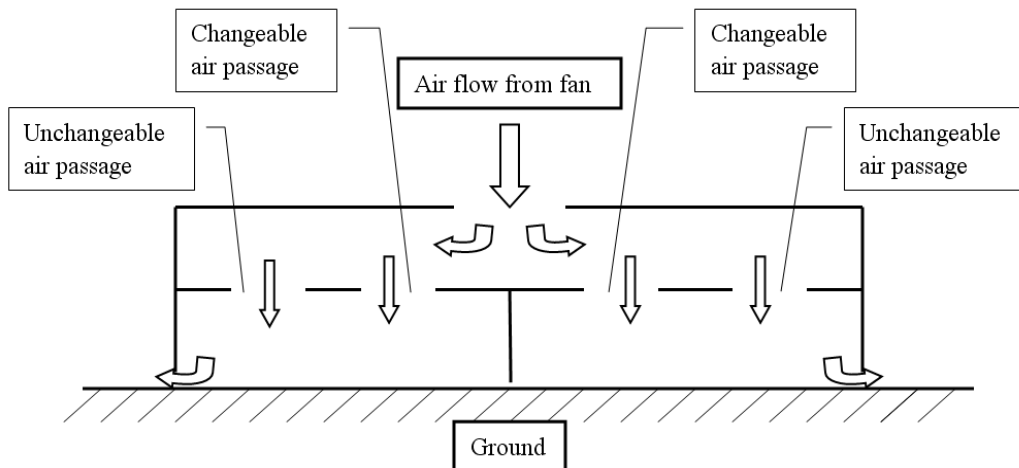 Changeable
air passage
Changeable
air passage
Air flow from fan
Unchangeable
air passage
Unchangeable
air passage
Ground